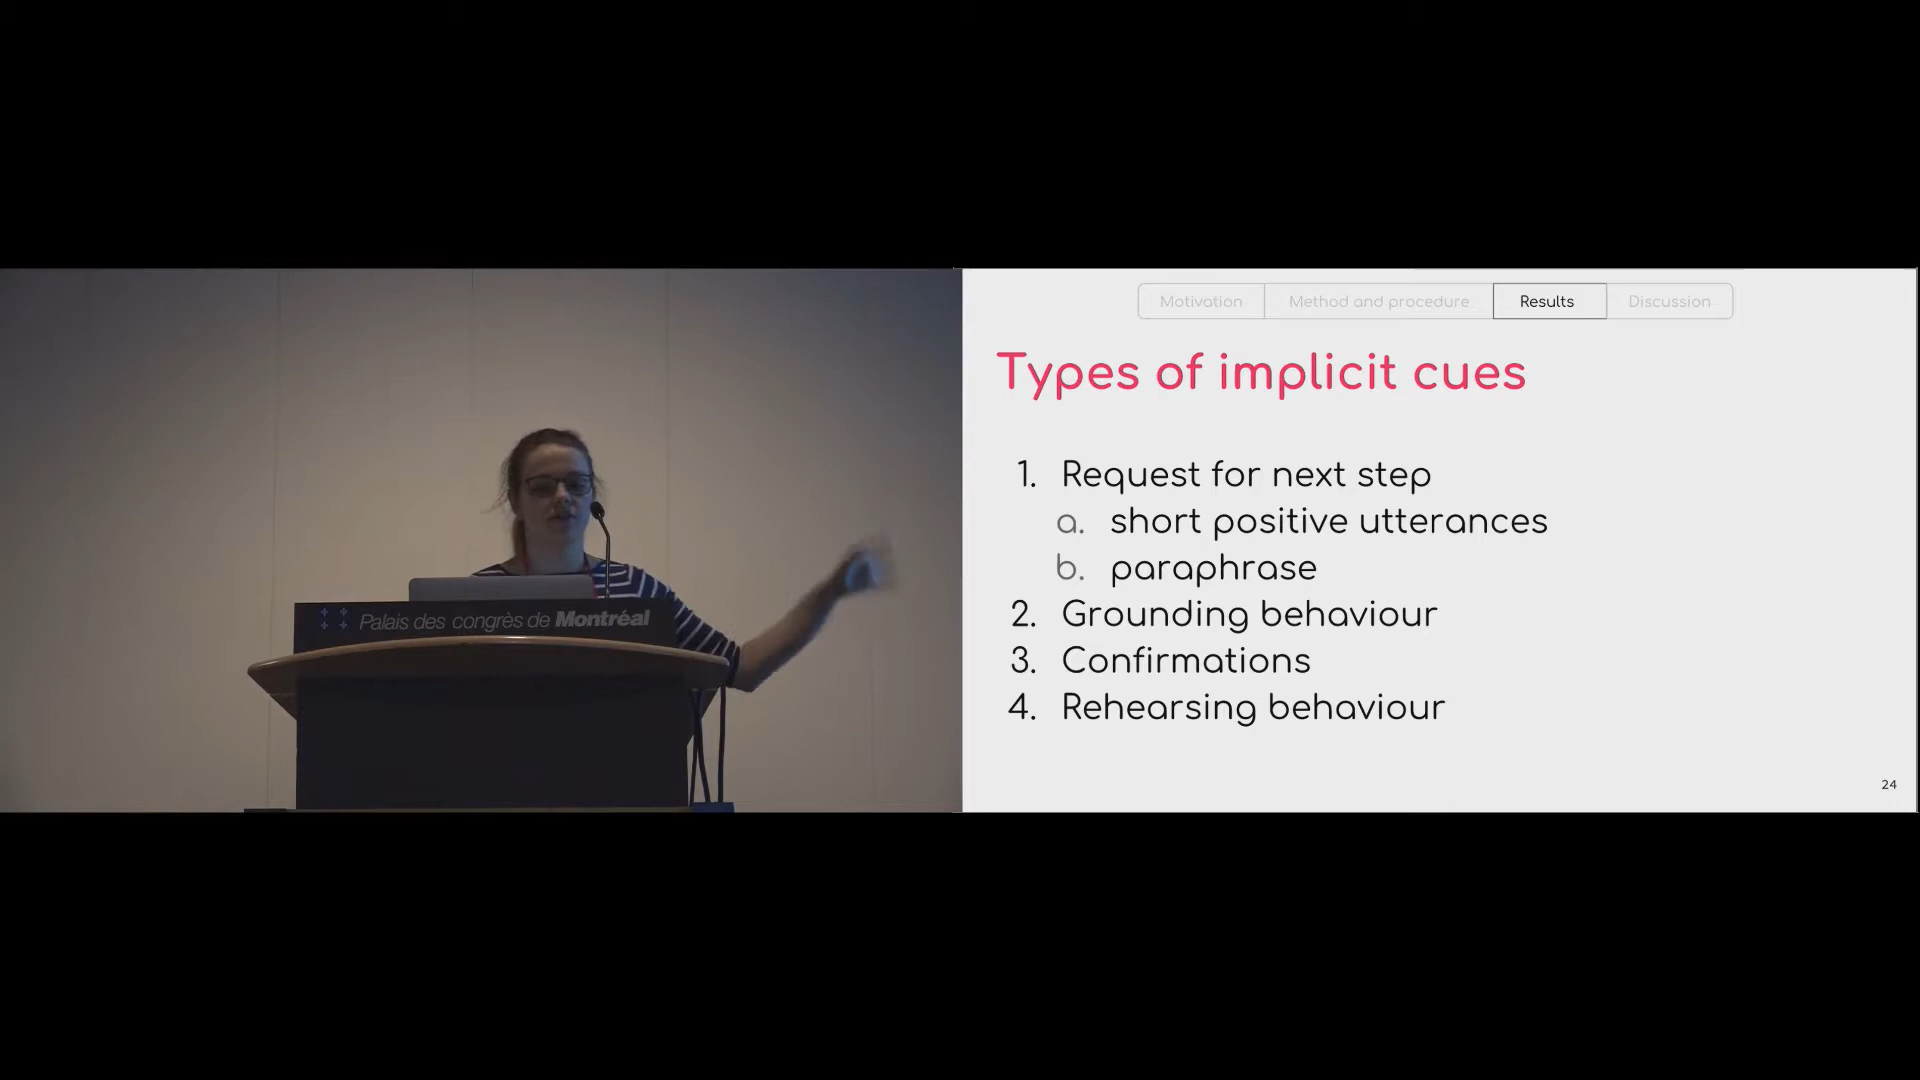 Palais des congrès de Montréal
Motivation
Method and procedure
Results
Discussion
Types of implicit cues
1. Request for next step
a. short positive utterances
b. paraphrase
2. Grounding behaviour
3. Confirmations
4. Rehearsing behaviour
24